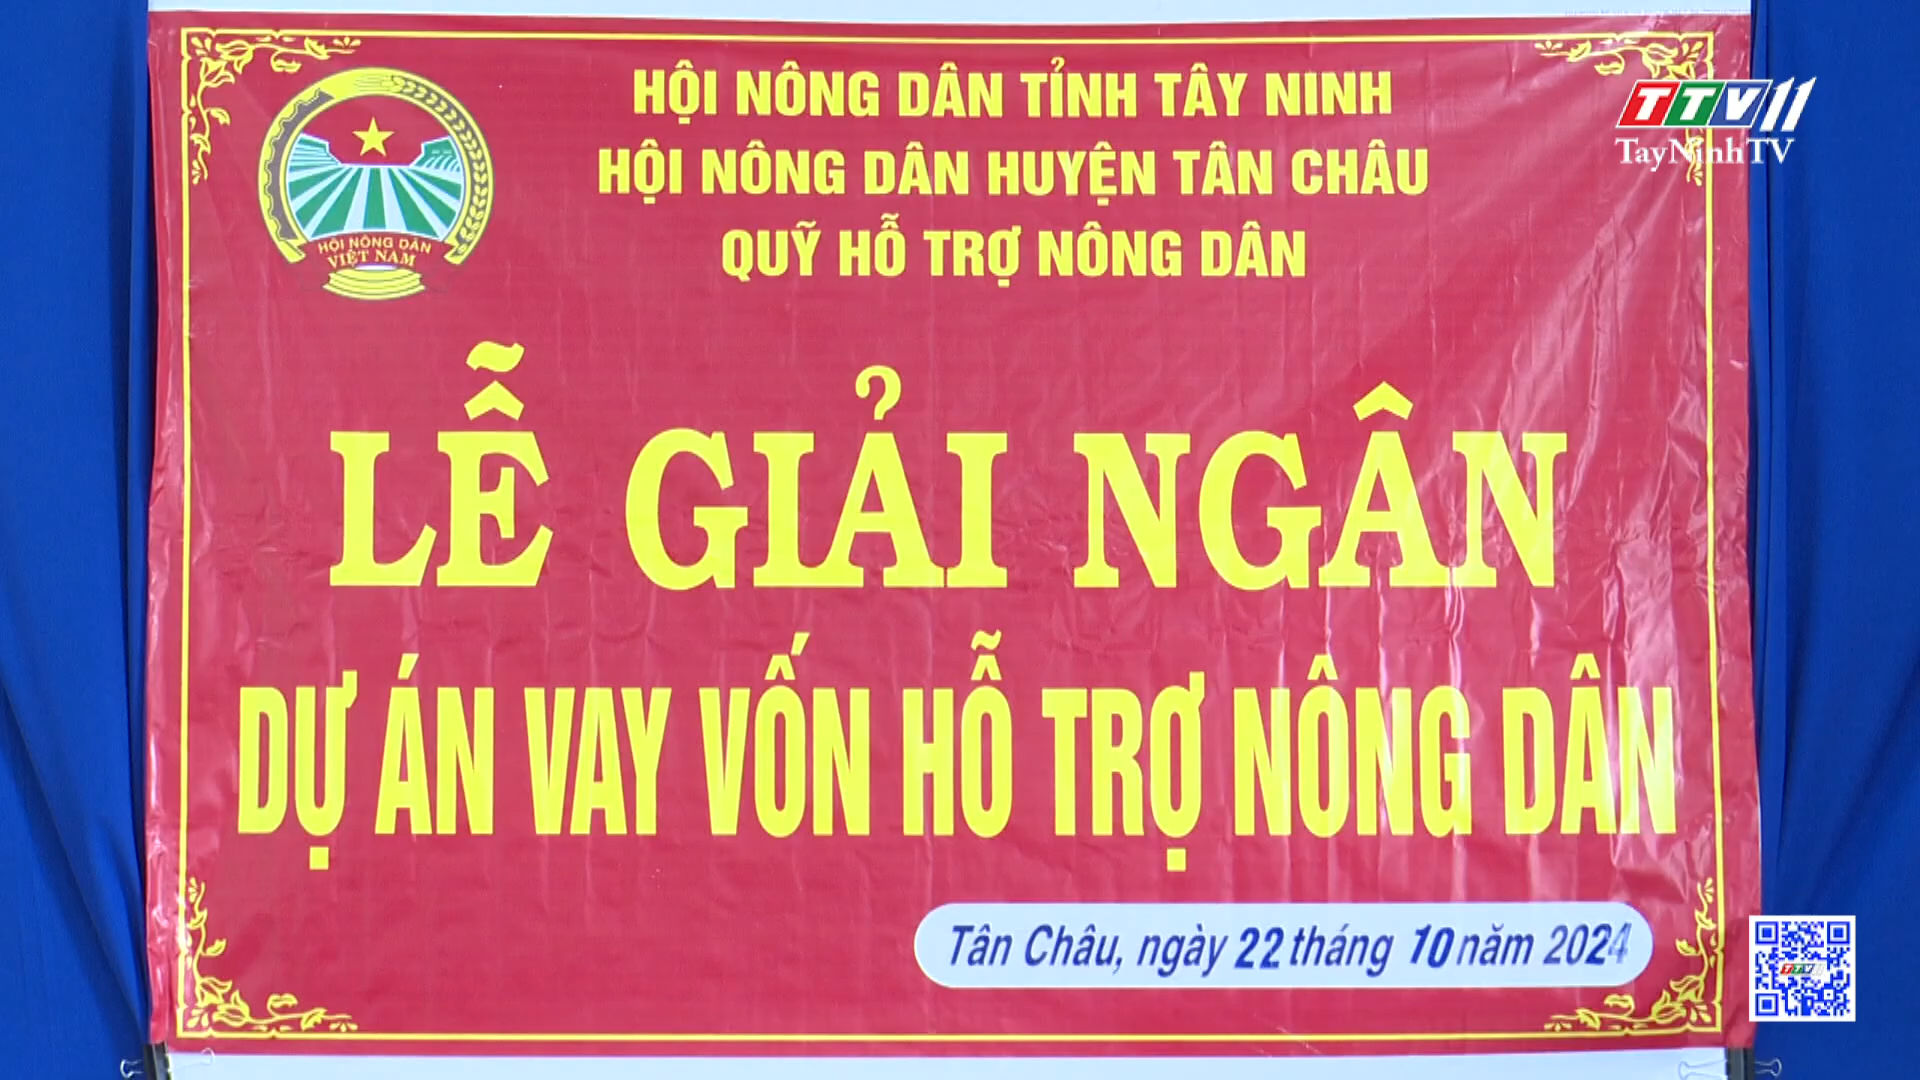 HỘI NÔNG DÂN TỈNH TÂY NINH
TTV11
TayNinhTV
HỘI NÔNG DÂN HUYỆN TÂN CHÂU
QUỸ HỖ TRỢ NÔNG DÂN
HỘI NÔNG DÂN
VIỆT NAM
LỄ GIẢI NGÂN
DỰ ÁN VAY VỐN HỖ TRỢ NÔNG DÂN
Tân Châu, ngày 22 tháng 10 năm 2024
TTV11